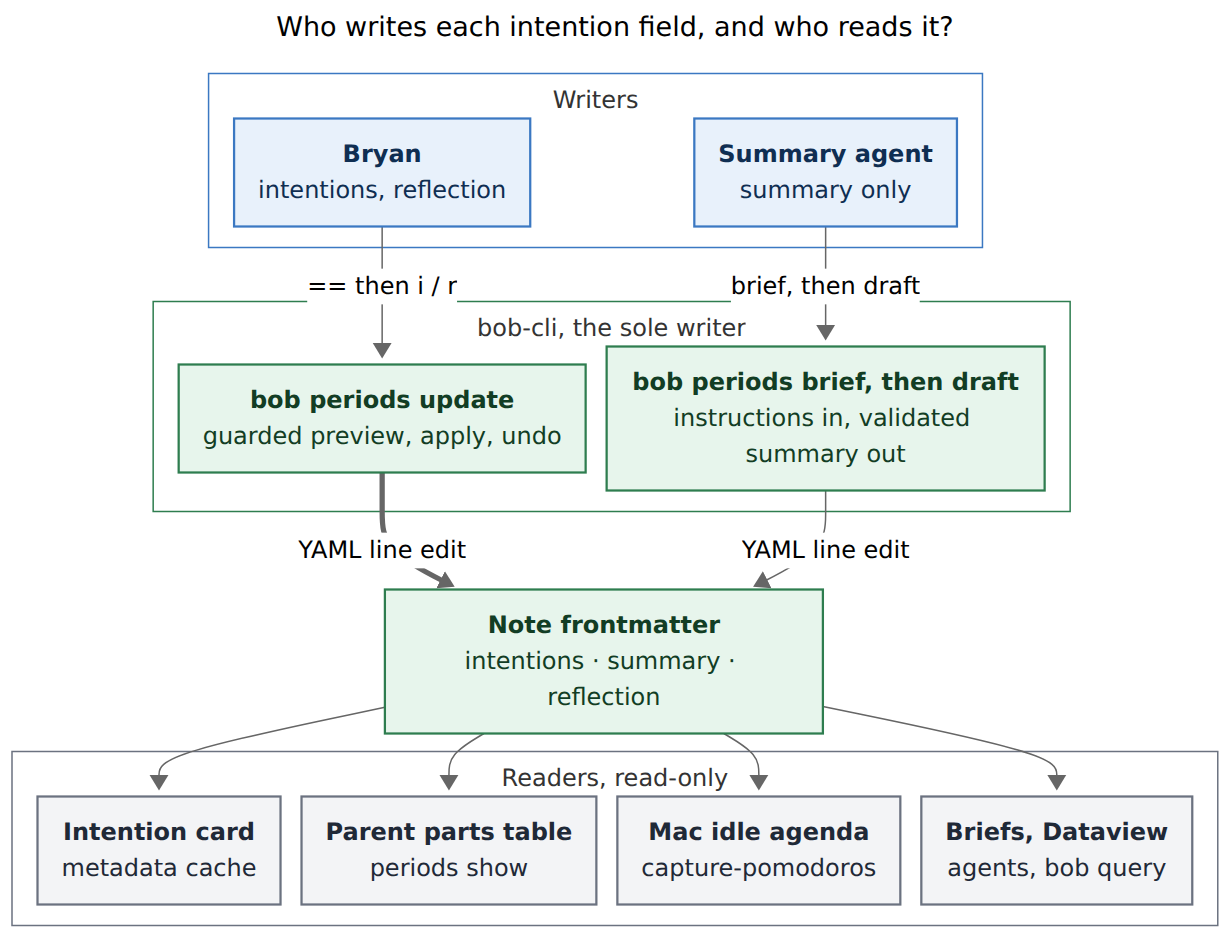 Who writes each intention field, and who reads it?
Writers
Bryan
intentions, reflection
Summary agent
summary only
== then i / r
brief, then draft
bob-cli, the sole writer
bob periods update
guarded preview, apply, undo
bob periods brief, then draft
instructions in, validated
summary out
YAML line edit
YAML line edit
Note frontmatter
intentions · summary ·
reflection
Readers, read-only
Intention card
metadata cache
Parent parts table
periods show
Mac idle agenda
capture-pomodoros
Briefs, Dataview
agents, bob query